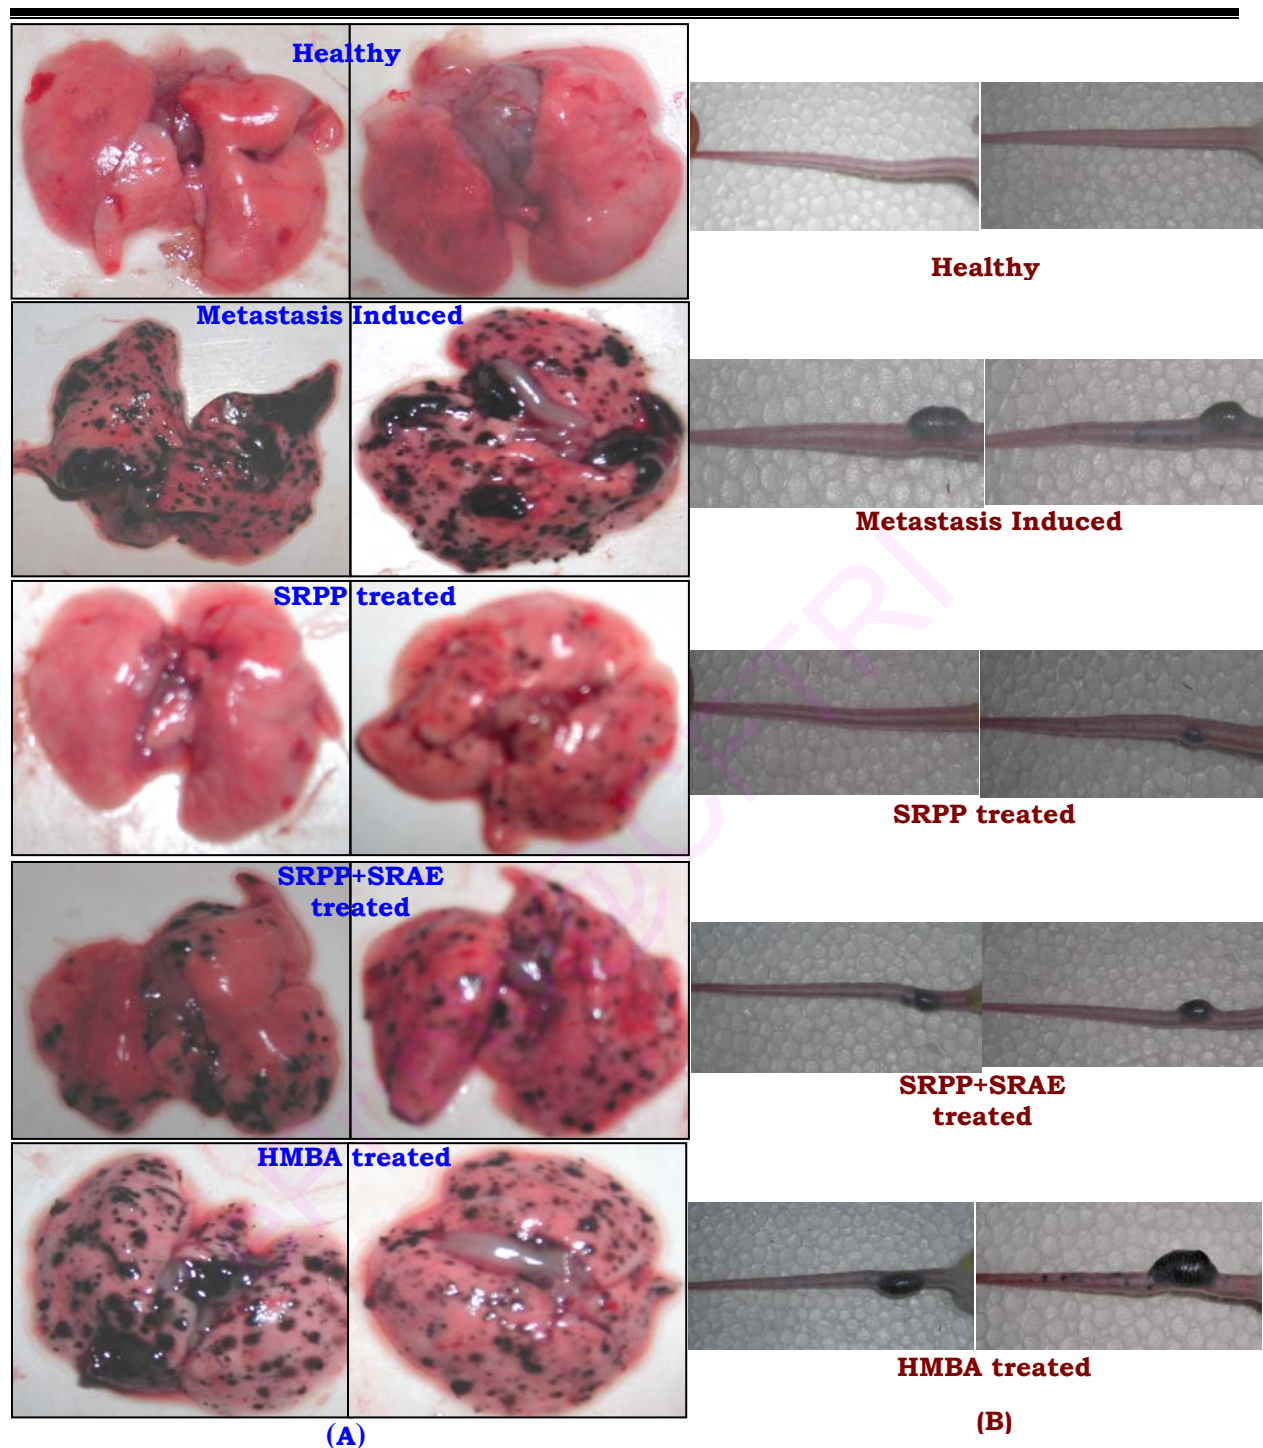 Healthy
Healthy
Metastasis Induced
Metastasis Induced
SRPP treated
SRPP treated
SRPP+SRAE
treated
SRPP+SRAE
treated
HMBA treated
HMBA treated
(A)
(B)
@CFTRI